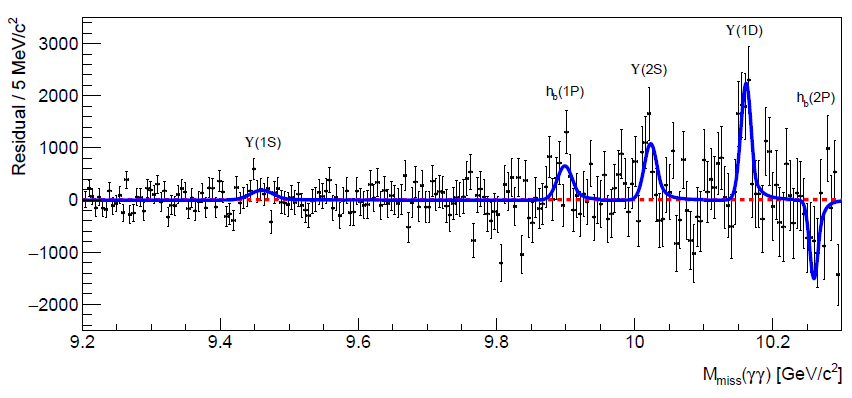 Residual / 5 MeV/c²
3000
2000
1000
0
−1000
−2000
Υ(1S)
h_b(1P)
Υ(2S)
Υ(1D)
h_b(2P)
9.2 9.4 9.6 9.8 10 10.2
M_miss(γγ) [GeV/c²]